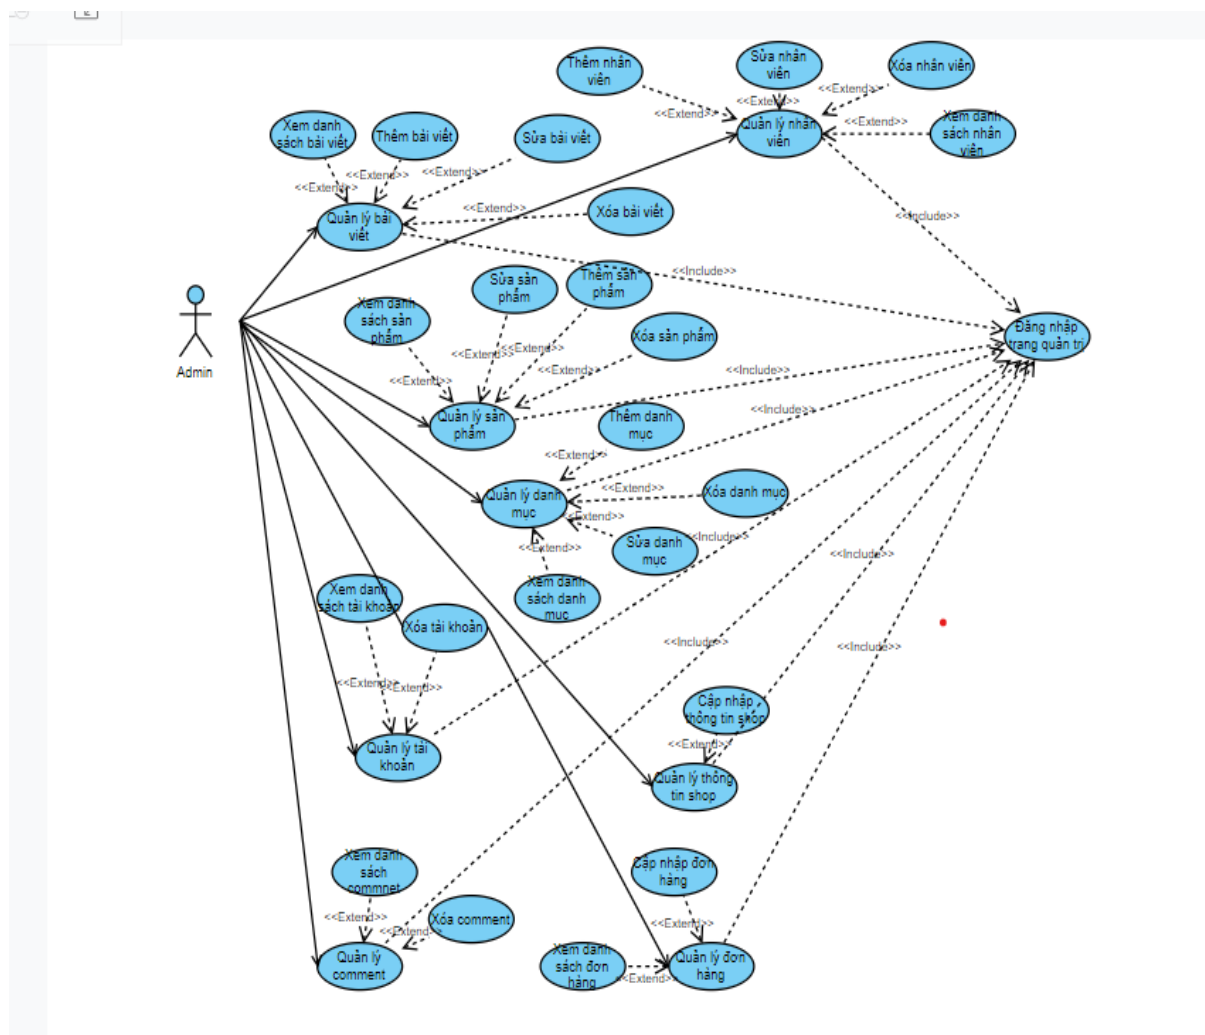 Thêm nhân
viên
Sửa nhân
viên
Xóa nhân viên
<<Extend>>
<<Extend>>
<<Extend>>
<<Extend>>
Quản lý nhân
viên
Xem danh
sách nhân
viên
Xem danh
sách bài viết
Thêm bài viết
Sửa bài viết
<<Extend>>
<<Extend>>
<<Extend>>
<<Extend>>
Xóa bài viết
Quản lý bài
viết
<<Include>>
<<Include>>
Sửa sản
phẩm
Thêm sản
phẩm
Xem danh
sách sản
phẩm
Xóa sản phẩm
Đăng nhập
trang quản trị
Admin
<<Extend>>
<<Extend>>
<<Extend>>
<<Extend>>
<<Include>>
Quản lý sản
phẩm
<<Include>>
Thêm danh
mục
<<Extend>>
<<Extend>>
Xóa danh mục
Quản lý danh
mục
<<Extend>>
<<Extend>>
Sửa danh
mục
<<Include>>
<<Include>>
Xem danh
sách danh
mục
Xem danh
sách tài khoản
Xóa tài khoản
<<Include>>
<<Include>>
<<Extend>>
<<Extend>>
Cập nhập
thông tin shop
<<Extend>>
Quản lý tài
khoản
Quản lý thông
tin shop
Xem danh
sách
commnet
Cập nhập đơn
hàng
<<Extend>>
<<Extend>>
Xóa comment
<<Extend>>
Quản lý
comment
Xem danh
sách đơn
hàng
<<Extend>>
Quản lý đơn
hàng